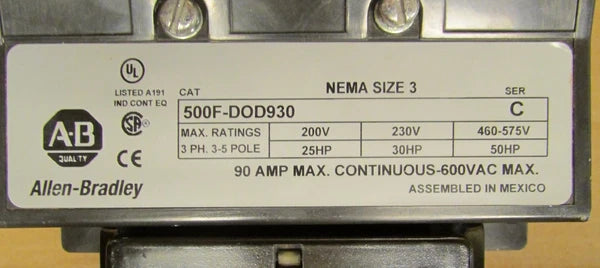 UL
LISTED A191
IND CONT EQ
CAT NEMA SIZE 3 SER
500F-DOD930 C
MAX. RATINGS 200V 230V 460-575V
3 PH. 3-5 POLE 25HP 30HP 50HP
90 AMP MAX. CONTINUOUS-600VAC MAX.
ASSEMBLED IN MEXICO
A-B
QUALITY
SA
CE
Allen-Bradley